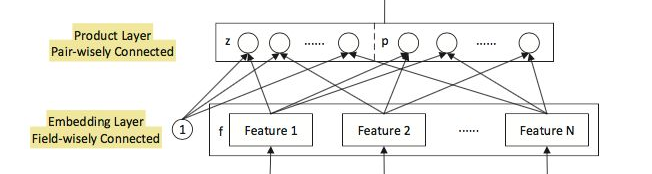 Product Layer
Pair-wisely Connected
z ...... p ......
Embedding Layer
Field-wisely Connected
1
f Feature 1 Feature 2 ...... Feature N